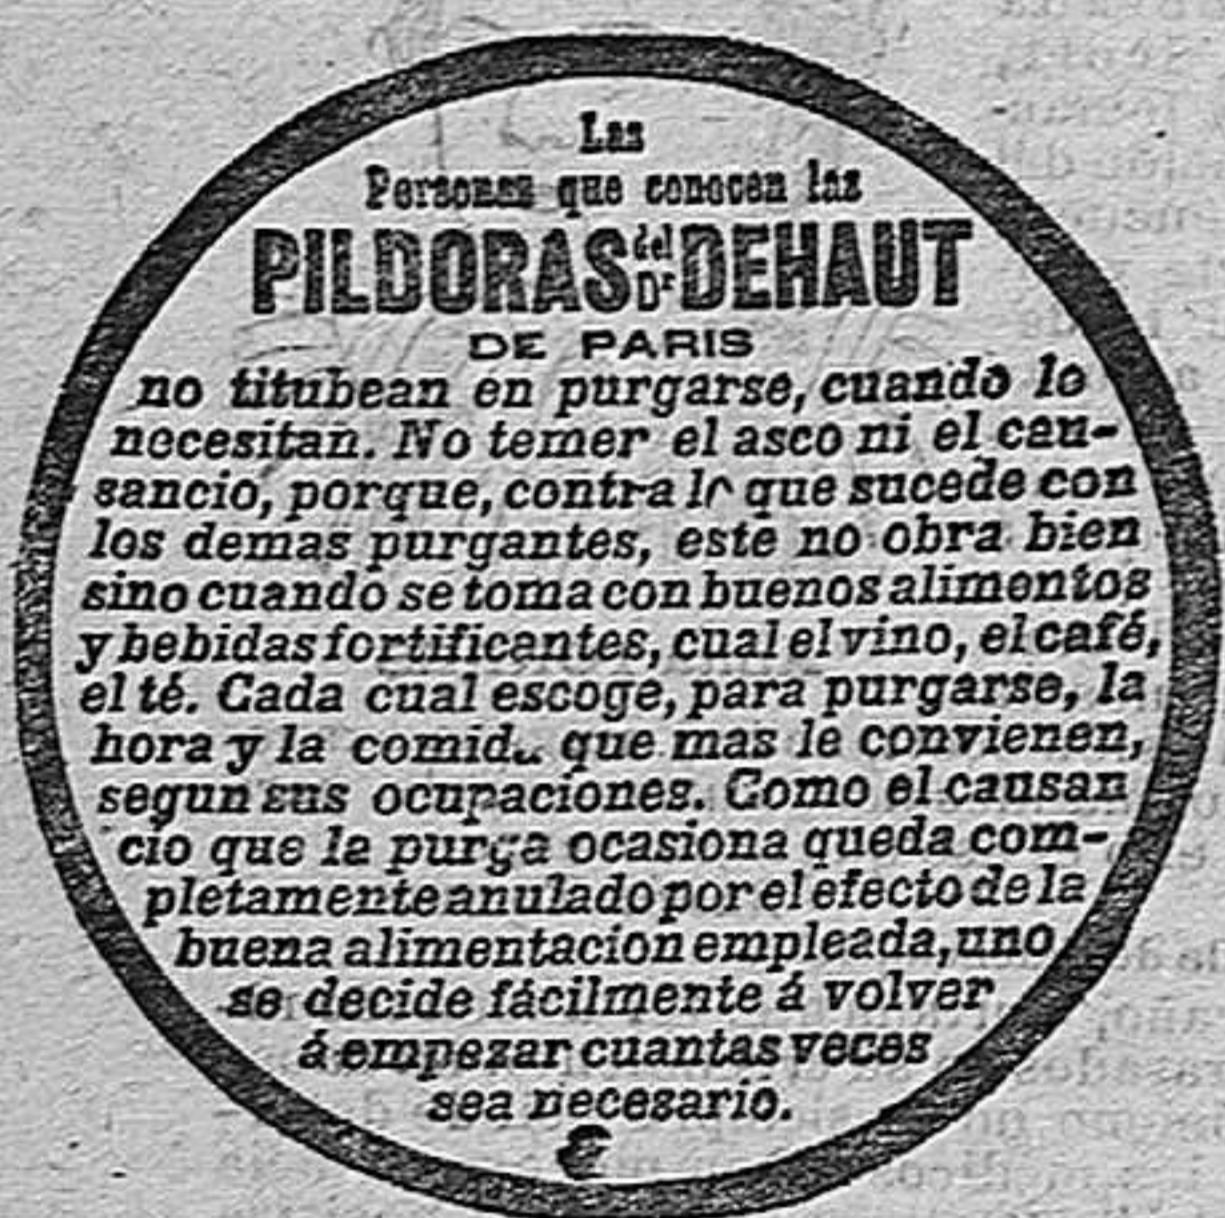 Las
Personas que conocen las
PILDORAS del Dr DEHAUT
DE PARIS
no titubean en purgarse, cuando lo
necesitan. No temer el asco ni el cau-
sancio, porque, contra lo que sucede con
los demas purgantes, este no obra bien
sino cuando se toma con buenos alimentos
y bebidas fortificantes, cual el vino, el café,
el té. Cada cual escoge, para purgarse, la
hora y la comida que mas le convienen,
segun sus ocupaciones. Como el causan
cio que la purga ocasiona queda com-
pletamente anulado por el efecto de la
buena alimentacion empleada, uno
se decide fácilmente á volver
á empezar cuantas veces
sea necesario.